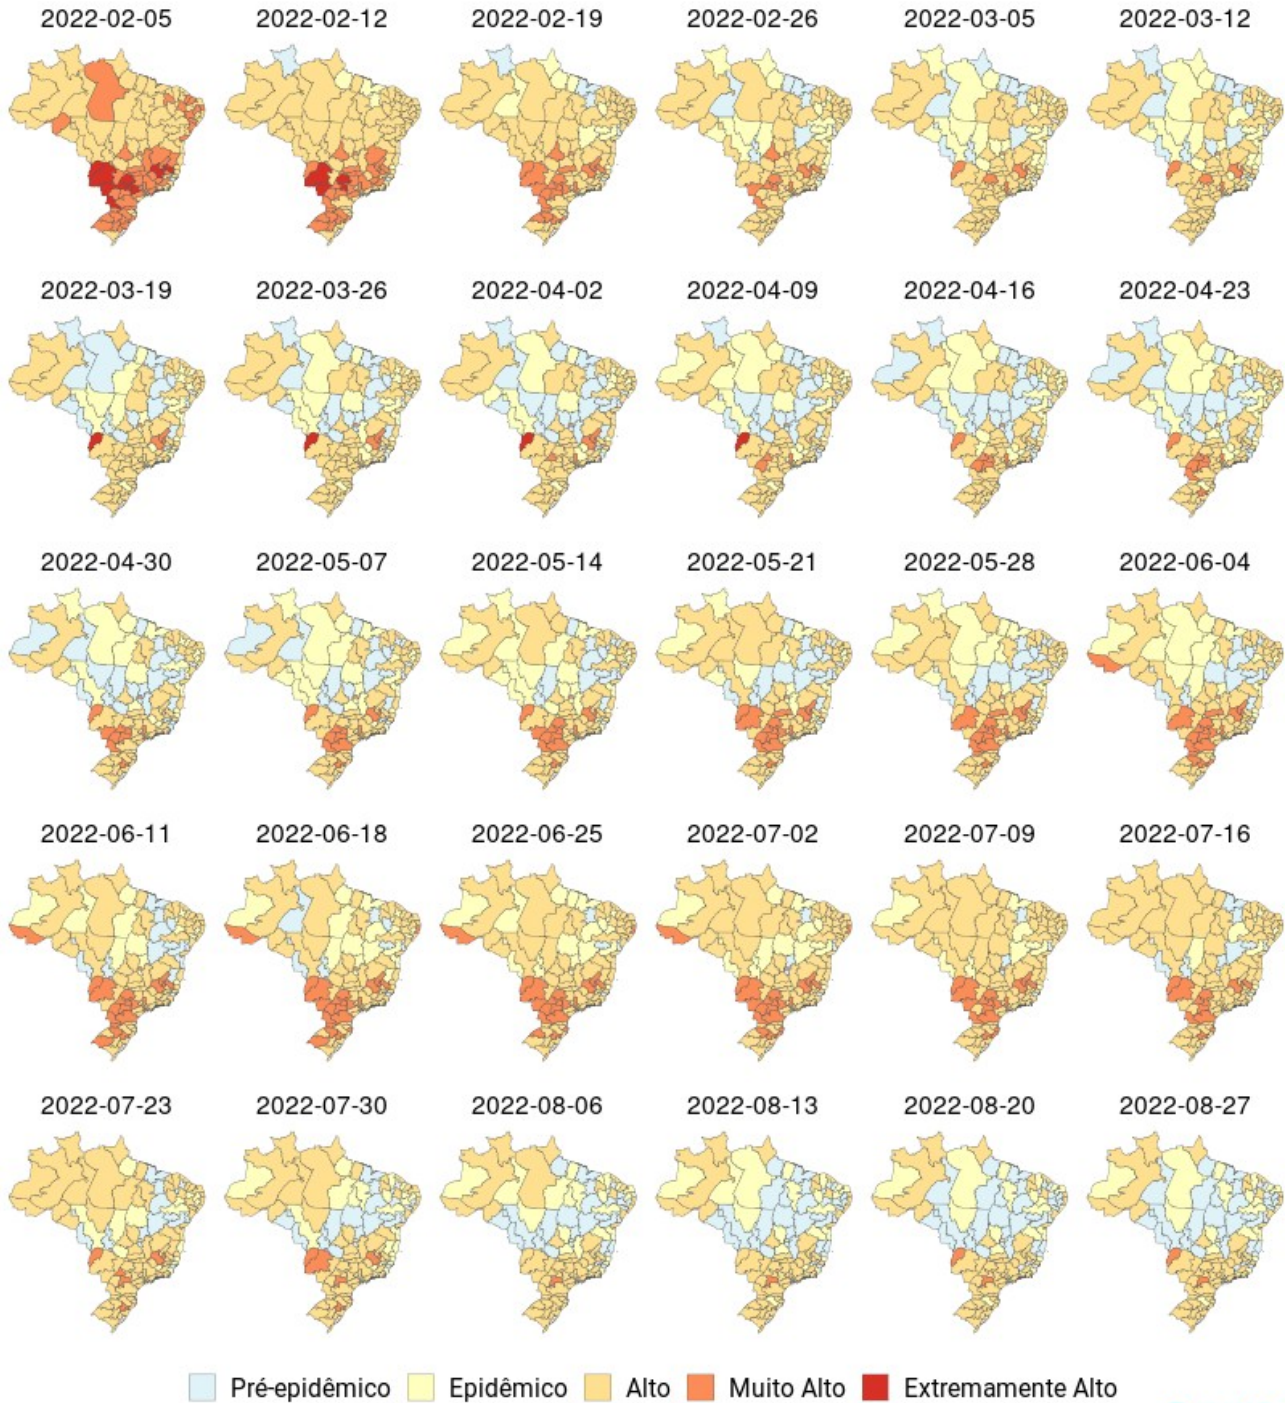 2022-02-05 2022-02-12 2022-02-19 2022-02-26 2022-03-05 2022-03-12
2022-03-19 2022-03-26 2022-04-02 2022-04-09 2022-04-16 2022-04-23
2022-04-30 2022-05-07 2022-05-14 2022-05-21 2022-05-28 2022-06-04
2022-06-11 2022-06-18 2022-06-25 2022-07-02 2022-07-09 2022-07-16
2022-07-23 2022-07-30 2022-08-06 2022-08-13 2022-08-20 2022-08-27
Pré-epidêmico Epidêmico Alto Muito Alto Extremamente Alto